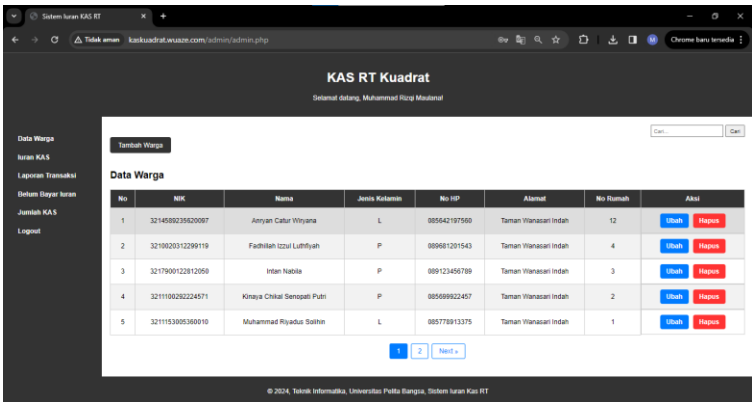 Sistem Iuran KAS RT
Tidak aman kaskuadrat.wuaze.com/admin/admin.php
M Chrome baru tersedia
KAS RT Kuadrat
Selamat datang, Muhammad Rizqi Maulana!
Data Warga
Iuran KAS
Laporan Transaksi
Belum Bayar Iuran
Jumlah KAS
Logout
Cari... Cari
Tambah Warga
Data Warga
No NIK Nama Jenis Kelamin No HP Alamat No Rumah Aksi
1 3214589235620097 Anryan Catur Wiryana L 085642197560 Taman Wanasari Indah 12 Ubah Hapus
2 3210020312299119 Fadhillah Izzul Luthfiyah P 089681201543 Taman Wanasari Indah 4 Ubah Hapus
3 3217900122812050 Intan Nabila P 089123456789 Taman Wanasari Indah 3 Ubah Hapus
4 3211100292224571 Kinaya Chikal Senopati Putri P 085699922457 Taman Wanasari Indah 2 Ubah Hapus
5 3211153005360010 Muhammad Riyadus Solihin L 085778913375 Taman Wanasari Indah 1 Ubah Hapus
1 2 Next »
© 2024, Teknik Informatika, Universitas Pelita Bangsa, Sistem Iuran Kas RT